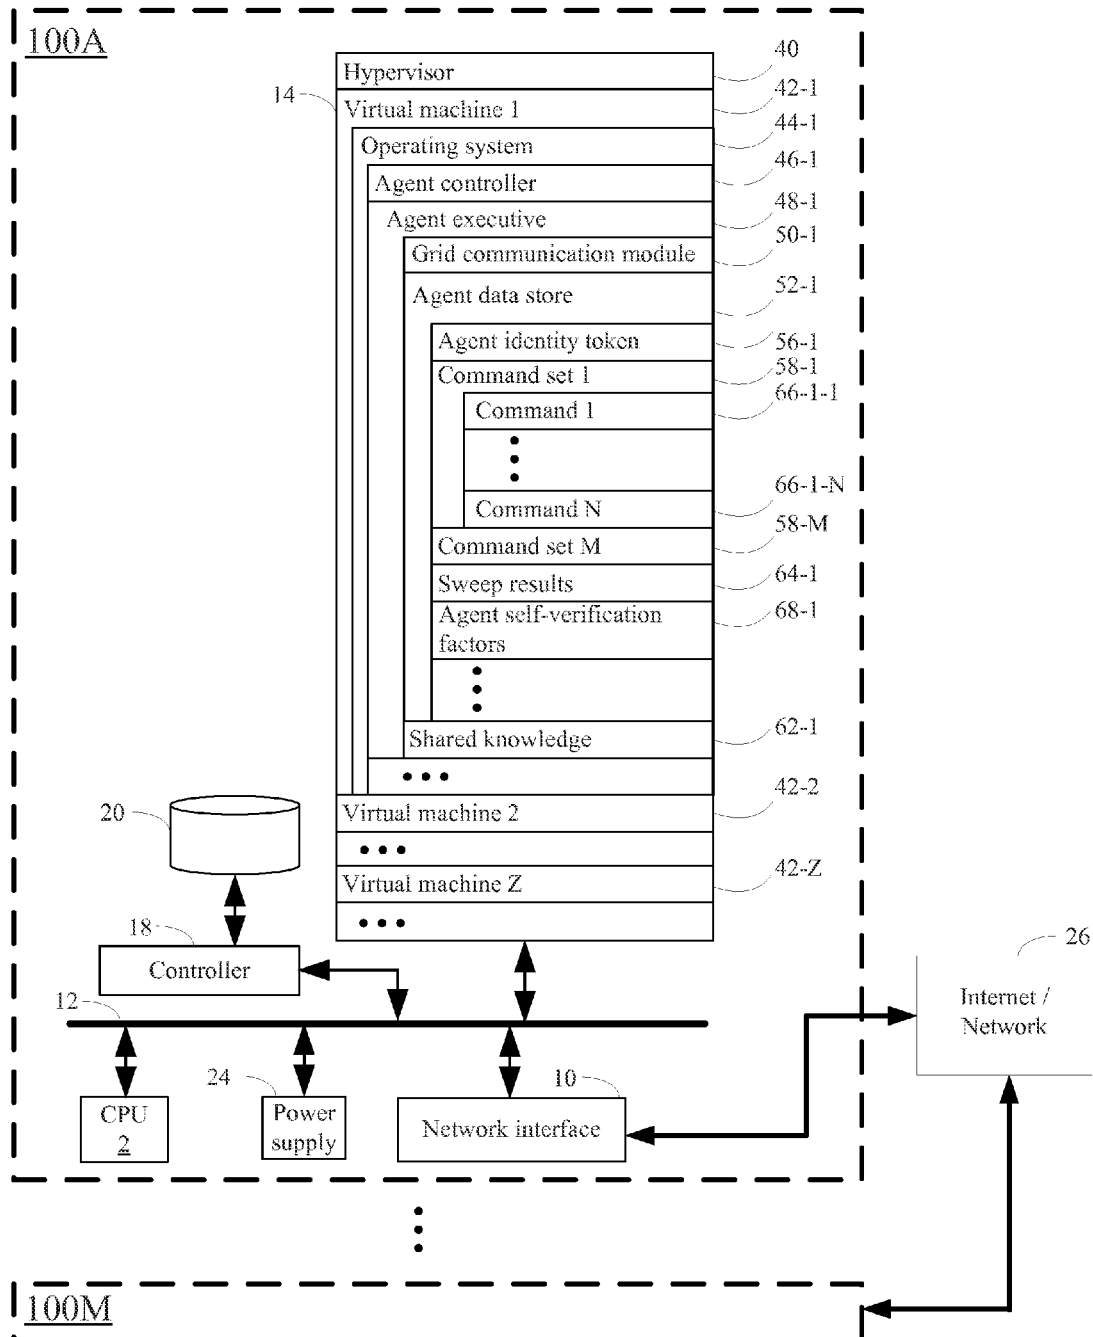 100A
Hypervisor 40
14 Virtual machine 1 42-1
Operating system 44-1
Agent controller 46-1
Agent executive 48-1
Grid communication module 50-1
Agent data store 52-1
Agent identity token 56-1
Command set 1 58-1
Command 1 66-1-1
Command N 66-1-N
Command set M 58-M
Sweep results 64-1
Agent self-verification 68-1
factors
Shared knowledge 62-1
Virtual machine 2 42-2
20
Virtual machine Z 42-Z
18
Controller
26
Internet /
Network
12
24
10
CPU
2
Power
supply
Network interface
100M